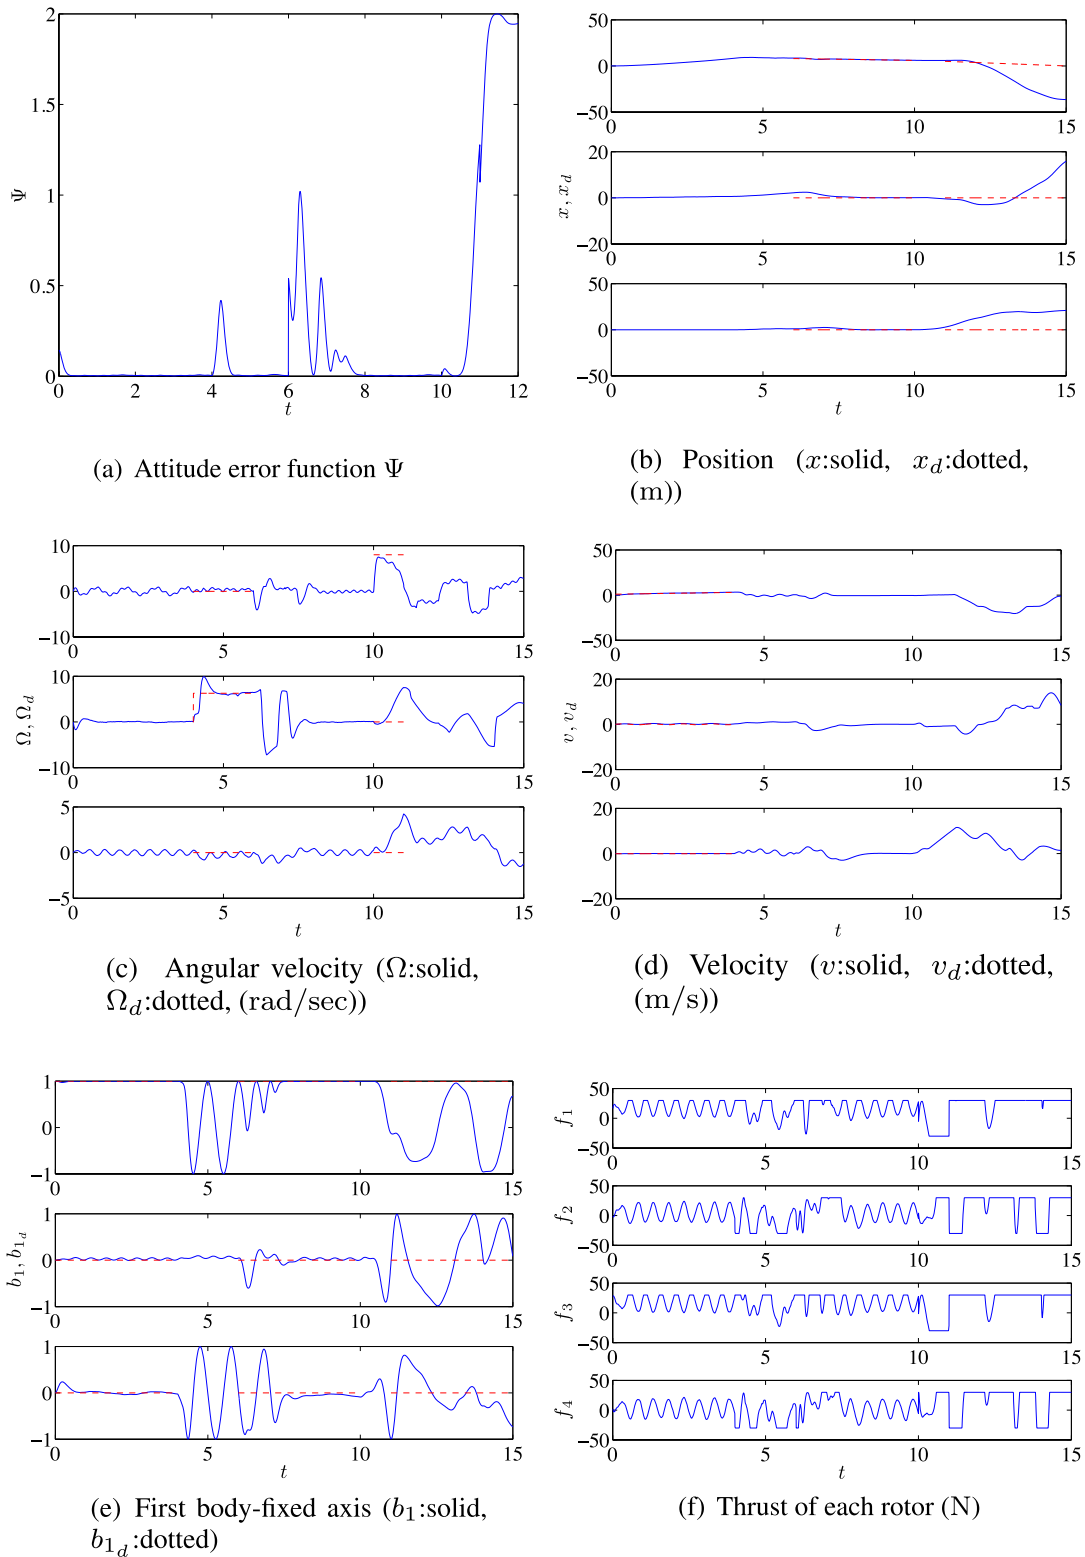 2
1.5
1
0.5
0
0 2 4 6 8 10 12
Ψ
t
(a) Attitude error function Ψ
50
0
−50
0 5 10 15
20
0
−20
0 5 10 15
50
0
−50
0 5 10 15
x, x_d
t
(b) Position (x:solid, x_d:dotted,
(m))
10
0
−10
0 5 10 15
10
0
−10
0 5 10 15
5
0
−5
0 5 10 15
Ω, Ω_d
t
(c) Angular velocity (Ω:solid,
Ω_d:dotted, (rad/sec))
50
0
−50
0 5 10 15
20
0
−20
0 5 10 15
20
0
−20
0 5 10 15
v, v_d
t
(d) Velocity (v:solid, v_d:dotted,
(m/s))
1
0
−1
0 5 10 15
1
0
−1
0 5 10 15
1
0
−1
0 5 10 15
b_1, b_{1_d}
t
(e) First body-fixed axis (b_1:solid,
b_{1_d}:dotted)
50
0
−50
0 5 10 15
f_1
50
0
−50
0 5 10 15
f_2
50
0
−50
0 5 10 15
f_3
50
0
−50
0 5 10 15
f_4
t
(f) Thrust of each rotor (N)